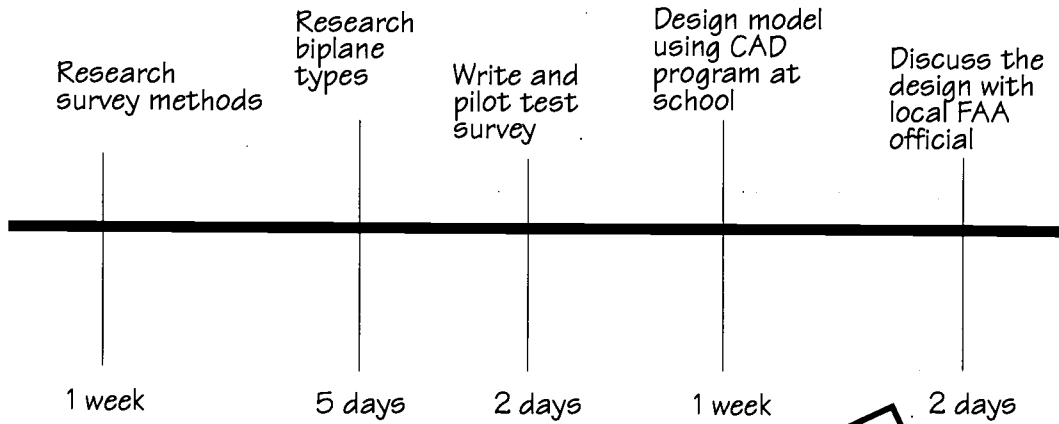 Research
survey methods
Research
biplane
types
Write and
pilot test
survey
Design model
using CAD
program at
school
Discuss the
design with
local FAA
official
1 week
5 days
2 days
1 week
2 days